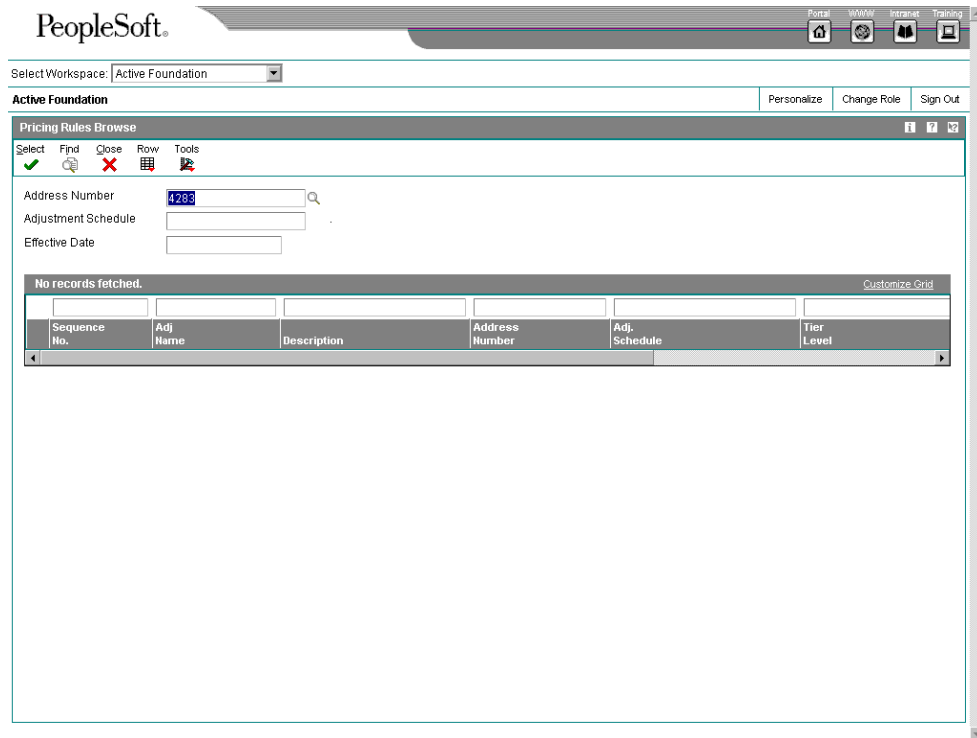 PeopleSoft.
Portal WWW Intranet Training
Select Workspace: Active Foundation
Active Foundation
Personalize Change Role Sign Out
Pricing Rules Browse
i ? ?
Select Find Close Row Tools
Address Number 4283
Adjustment Schedule .
Effective Date
No records fetched. Customize Grid
Sequence No. Adj Name Description Address Number Adj. Schedule Tier Level